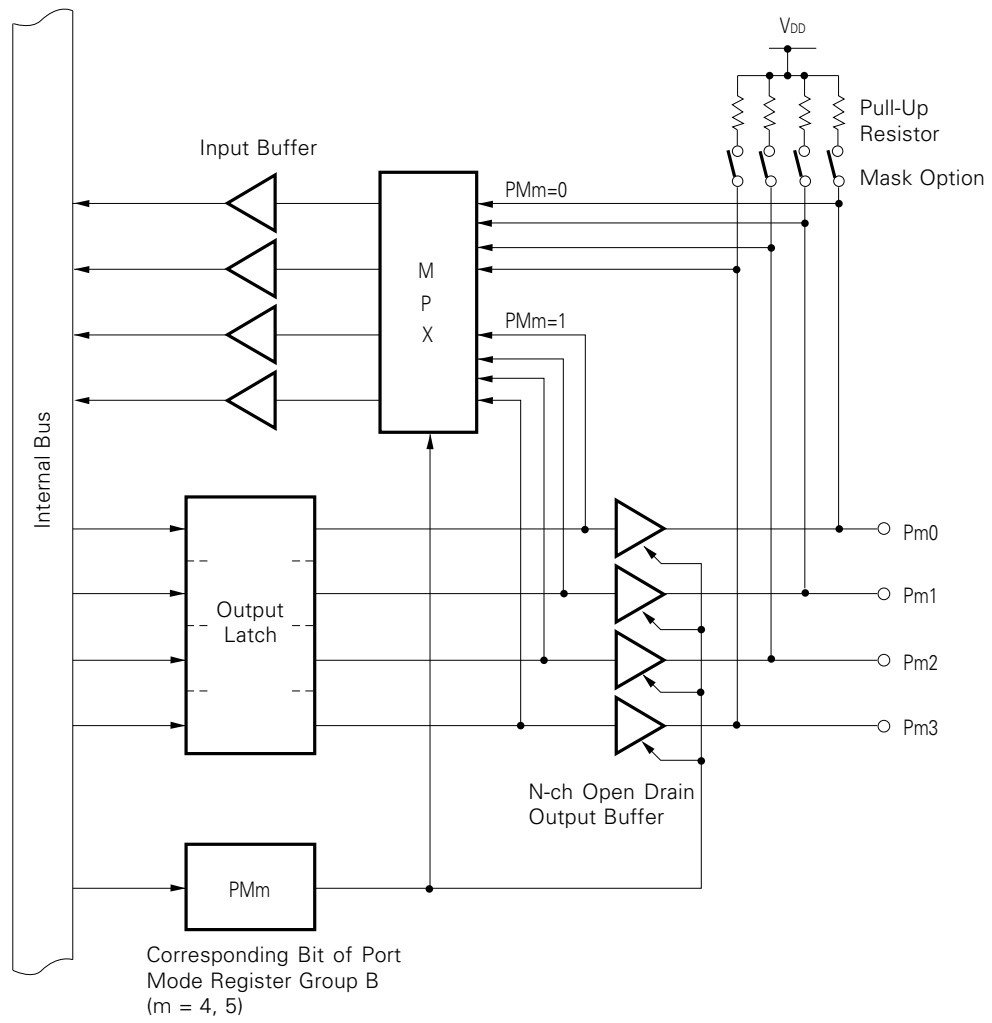 VDD
Pull-Up
Resistor
Mask Option
Input Buffer
PMm=0
M
P
X
PMm=1
Internal Bus
Output
Latch
Pm0
Pm1
Pm2
Pm3
N-ch Open Drain
Output Buffer
PMm
Corresponding Bit of Port
Mode Register Group B
(m = 4, 5)